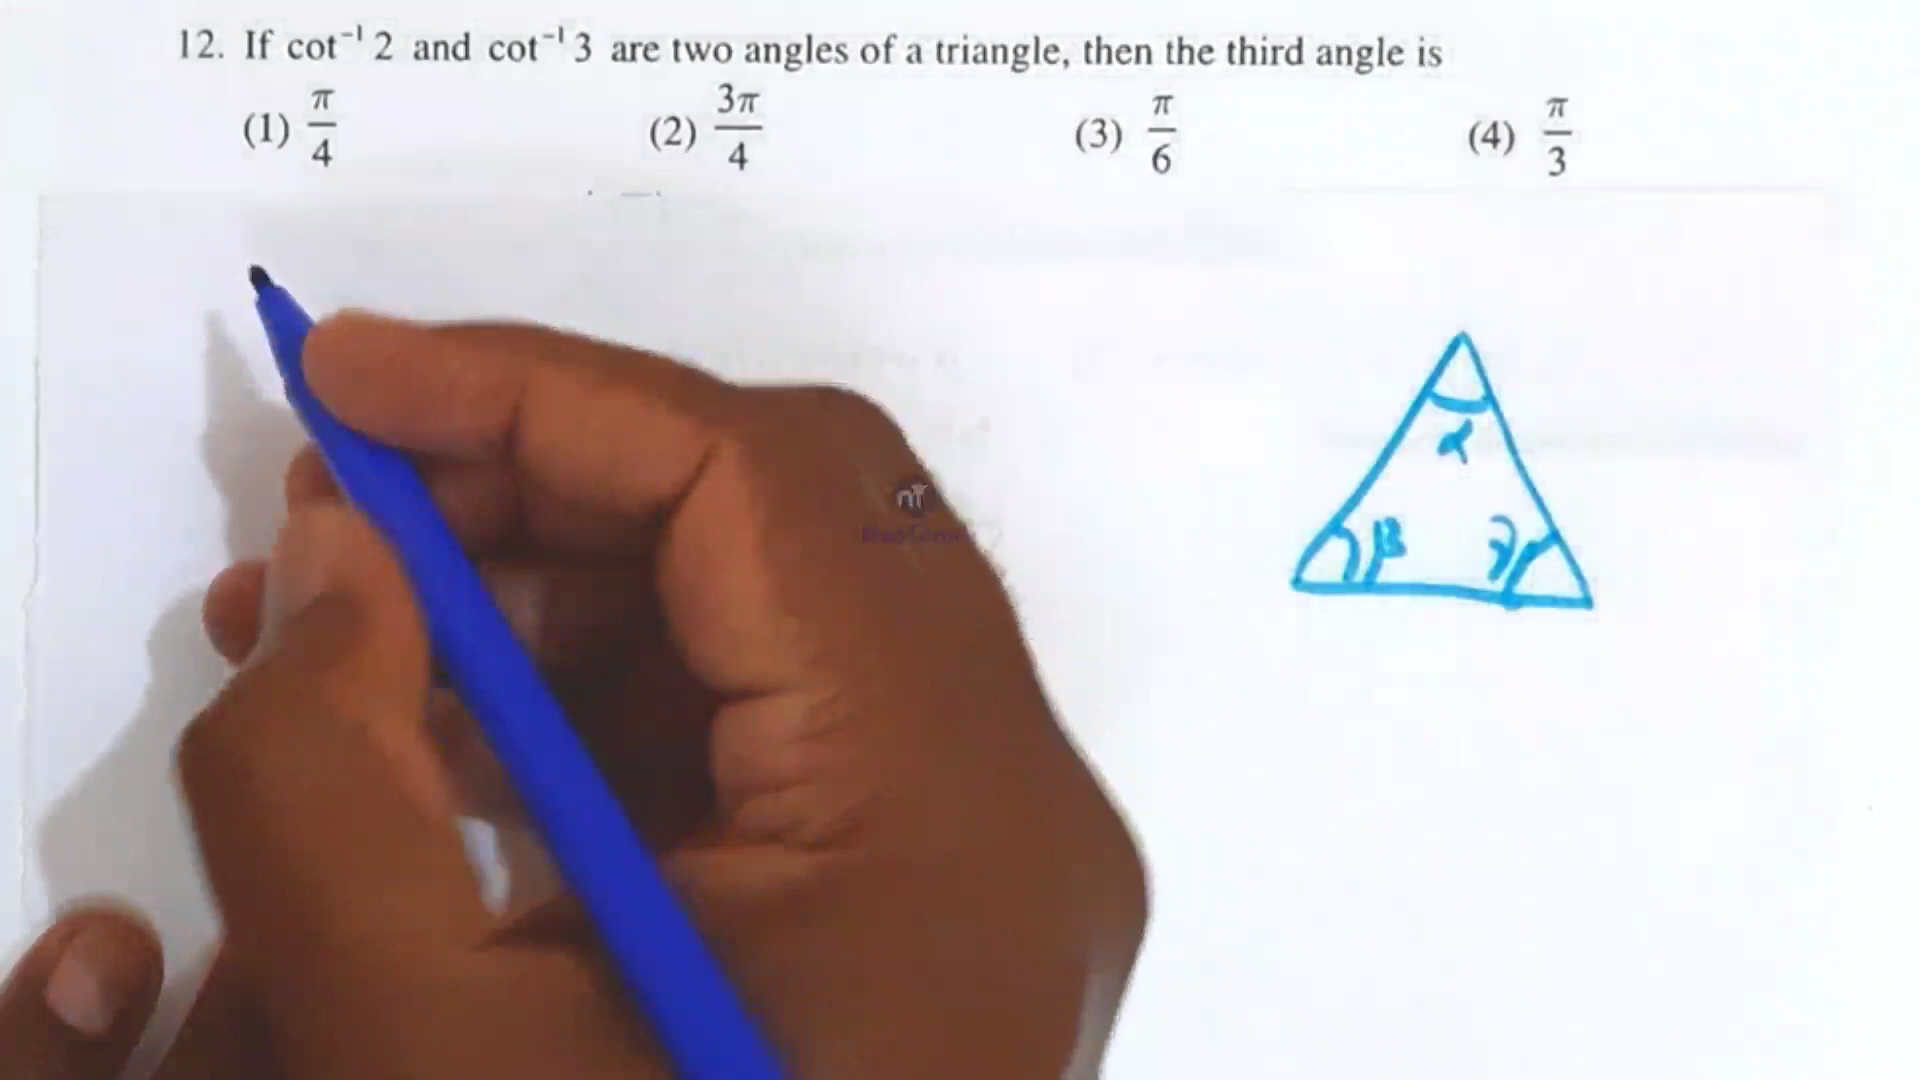 12. If cot⁻¹ 2 and cot⁻¹ 3 are two angles of a triangle, then the third angle is
(1) π/4 (2) 3π/4 (3) π/6 (4) π/3
α
β γ